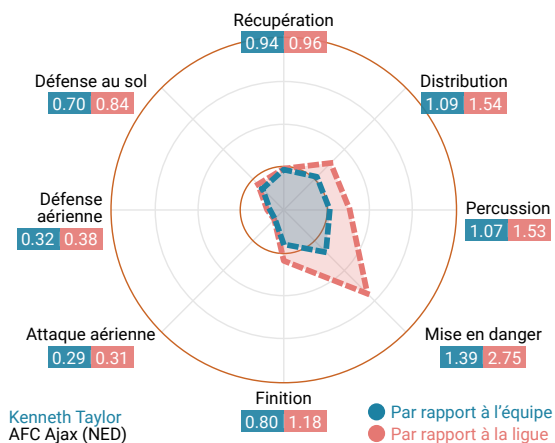 Récupération
0.94 0.96
Défense au sol
0.70 0.84
Distribution
1.09 1.54
Défense
aérienne
0.32 0.38
Percussion
1.07 1.53
Attaque aérienne
0.29 0.31
Mise en danger
1.39 2.75
Finition
0.80 1.18
Kenneth Taylor
AFC Ajax (NED)
Par rapport à l'équipe
Par rapport à la ligue